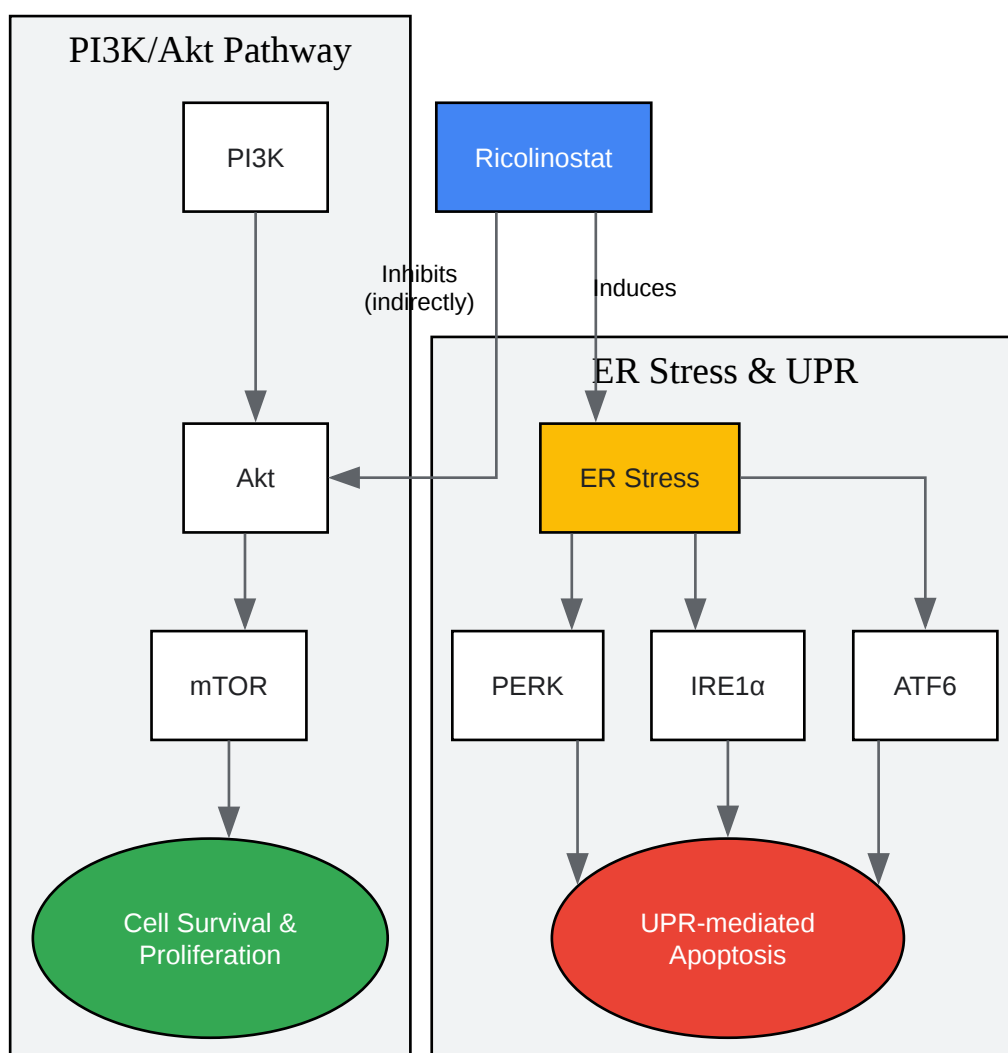 PI3K/Akt Pathway
PI3K
Ricolinostat
Inhibits
(indirectly)
Induces
ER Stress & UPR
Akt
ER Stress
mTOR
PERK
IRE1α
ATF6
Cell Survival &
Proliferation
UPR-mediated
Apoptosis